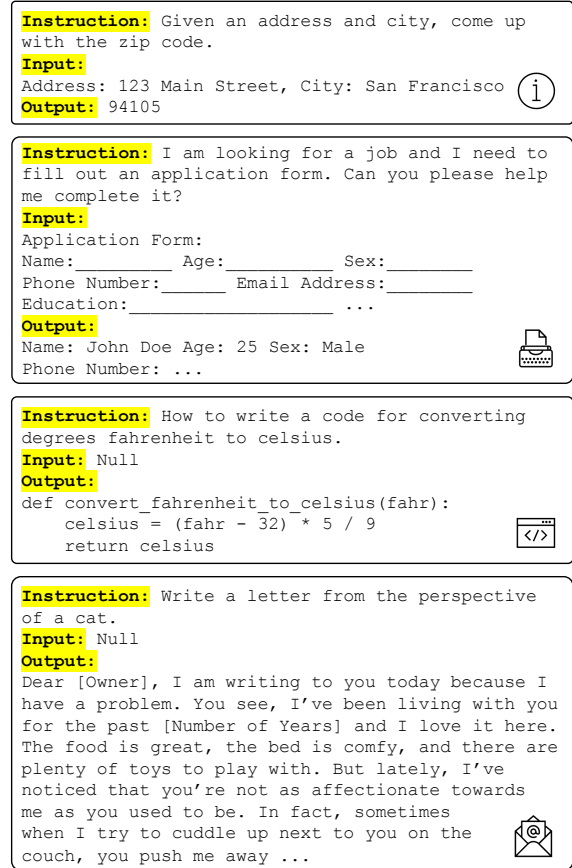 Instruction: Given an address and city, come up
with the zip code.
Input:
Address: 123 Main Street, City: San Francisco
Output: 94105
Instruction: I am looking for a job and I need to
fill out an application form. Can you please help
me complete it?
Input:
Application Form:
Name:_________ Age:__________ Sex:________
Phone Number:______ Email Address:________
Education:___________________ ...
Output:
Name: John Doe Age: 25 Sex: Male
Phone Number: ...
Instruction: How to write a code for converting
degrees fahrenheit to celsius.
Input: Null
Output:
def convert_fahrenheit_to_celsius(fahr):
    celsius = (fahr - 32) * 5 / 9
    return celsius
Instruction: Write a letter from the perspective
of a cat.
Input: Null
Output:
Dear [Owner], I am writing to you today because I
have a problem. You see, I’ve been living with you
for the past [Number of Years] and I love it here.
The food is great, the bed is comfy, and there are
plenty of toys to play with. But lately, I’ve
noticed that you’re not as affectionate towards
me as you used to be. In fact, sometimes
when I try to cuddle up next to you on the
couch, you push me away ...